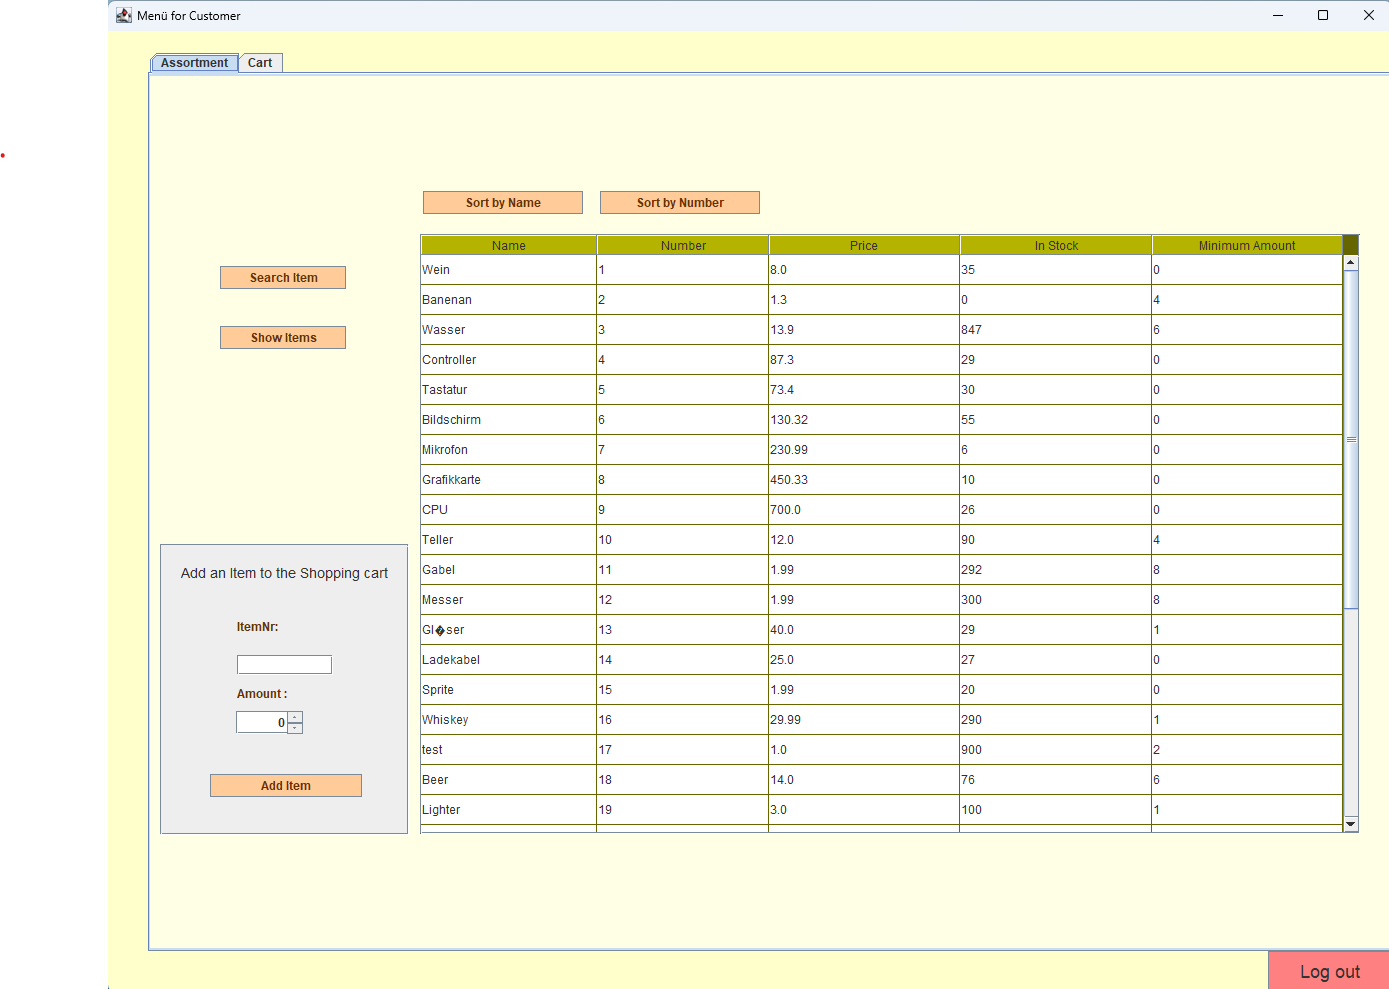 Menü for Customer
Assortment Cart
Sort by Name Sort by Number
Name Number Price In Stock Minimum Amount
Wein 1 8.0 35 0
Banenan 2 1.3 0 4
Wasser 3 13.9 847 6
Controller 4 87.3 29 0
Tastatur 5 73.4 30 0
Bildschirm 6 130.32 55 0
Mikrofon 7 230.99 6 0
Grafikkarte 8 450.33 10 0
CPU 9 700.0 26 0
Teller 10 12.0 90 4
Gabel 11 1.99 292 8
Messer 12 1.99 300 8
Gl�ser 13 40.0 29 1
Ladekabel 14 25.0 27 0
Sprite 15 1.99 20 0
Whiskey 16 29.99 290 1
test 17 1.0 900 2
Beer 18 14.0 76 6
Lighter 19 3.0 100 1
Search Item
Show Items
Add an Item to the Shopping cart
ItemNr:
Amount :
0
Add Item
Log out